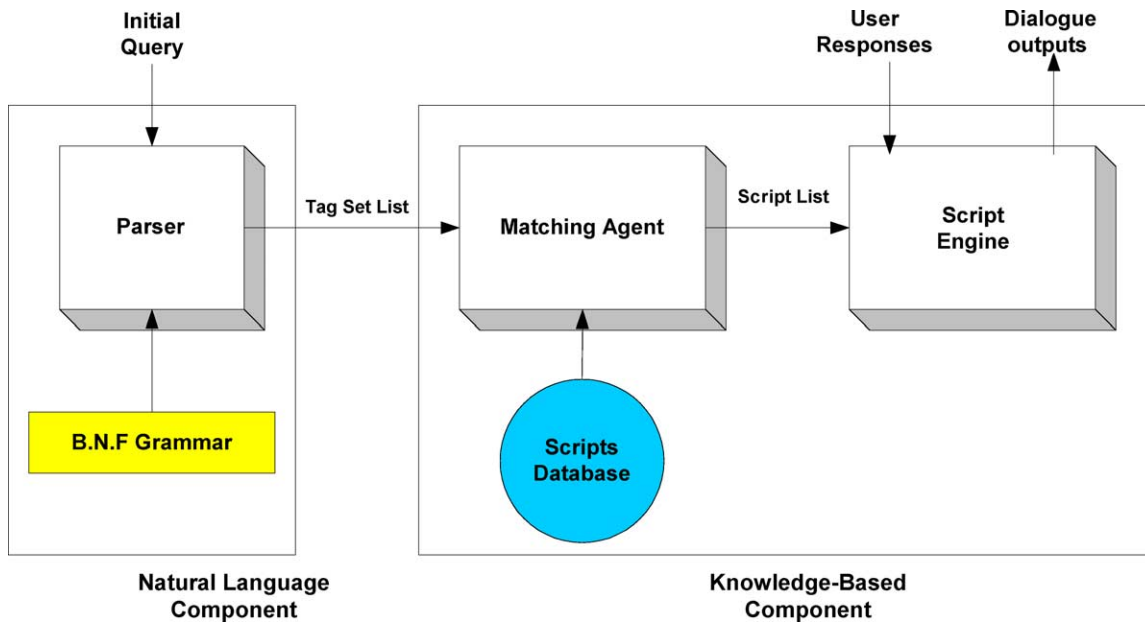 Initial
Query
User
Responses
Dialogue
outputs
Parser
Tag Set List
Matching Agent
Script List
Script
Engine
B.N.F Grammar
Scripts
Database
Natural Language
Component
Knowledge-Based
Component